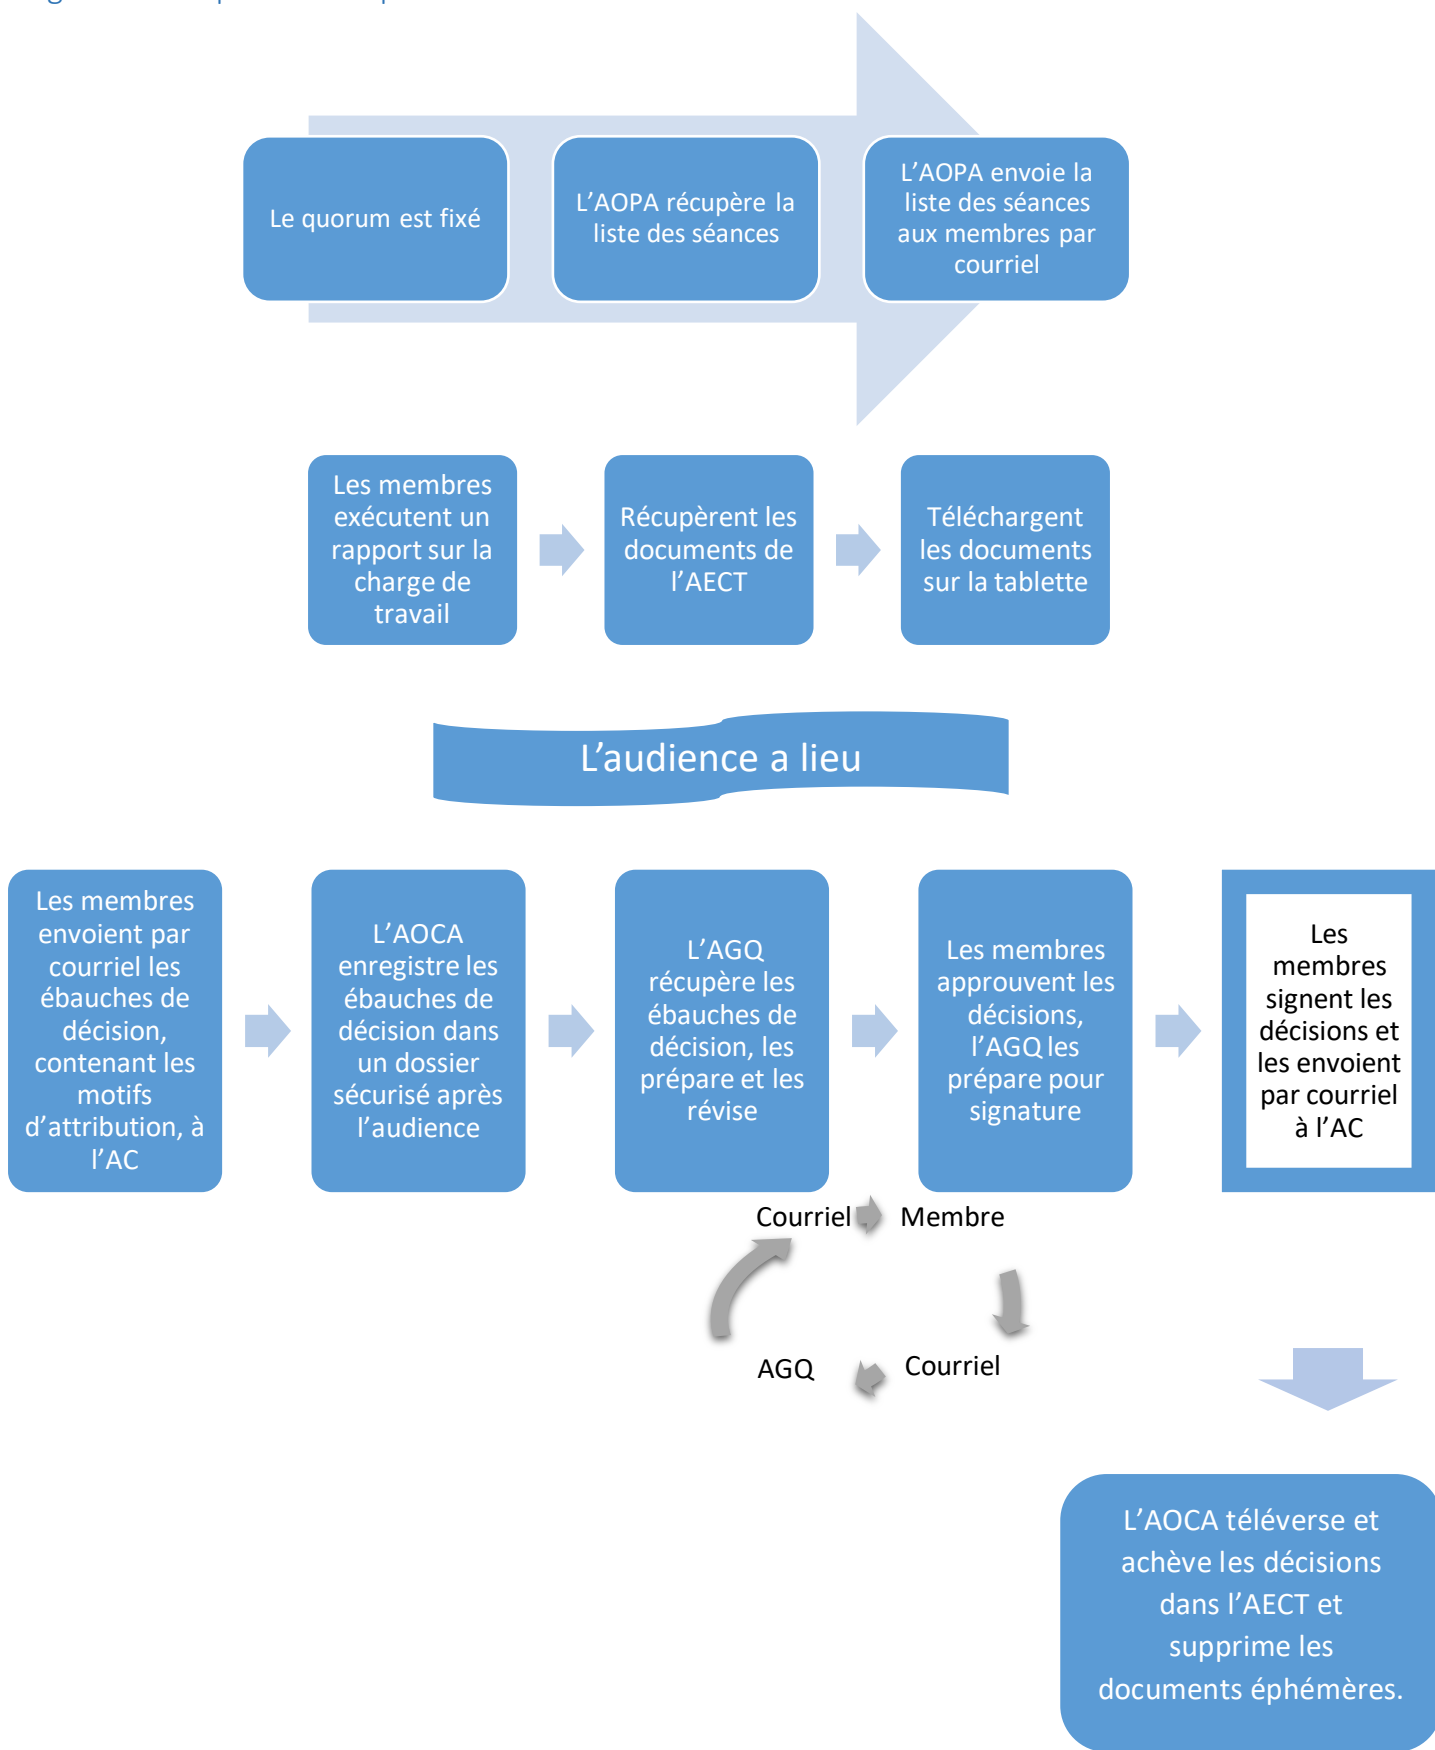 Le quorum est fixé
L’AOPA récupère la
liste des séances
L’AOPA envoie la
liste des séances
aux membres par
courriel
Les membres
exécutent un
rapport sur la
charge de
travail
Récupèrent les
documents de
l’AECT
Téléchargent
les documents
sur la tablette
L’audience a lieu
Les membres
envoient par
courriel les
ébauches de
décision,
contenant les
motifs
d’attribution, à
l’AC
L’AOCA
enregistre les
ébauches de
décision dans
un dossier
sécurisé après
l’audience
L’AGQ
récupère les
ébauches de
décision, les
prépare et les
révise
Les membres
approuvent les
décisions,
l’AGQ les
prépare pour
signature
Les
membres
signent les
décisions et
les envoient
par courriel
à l’AC
Courriel
Membre
AGQ
Courriel
L’AOCA téléverse et
achève les décisions
dans l’AECT et
supprime les
documents éphémères.